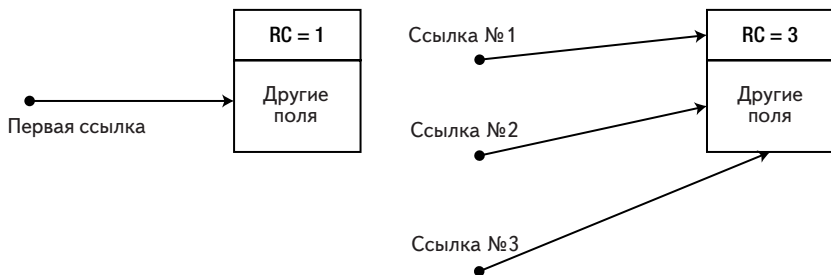 RC = 1
Другие
поля
Первая ссылка
Ссылка №1
RC = 3
Другие
поля
Ссылка №2
Ссылка №3